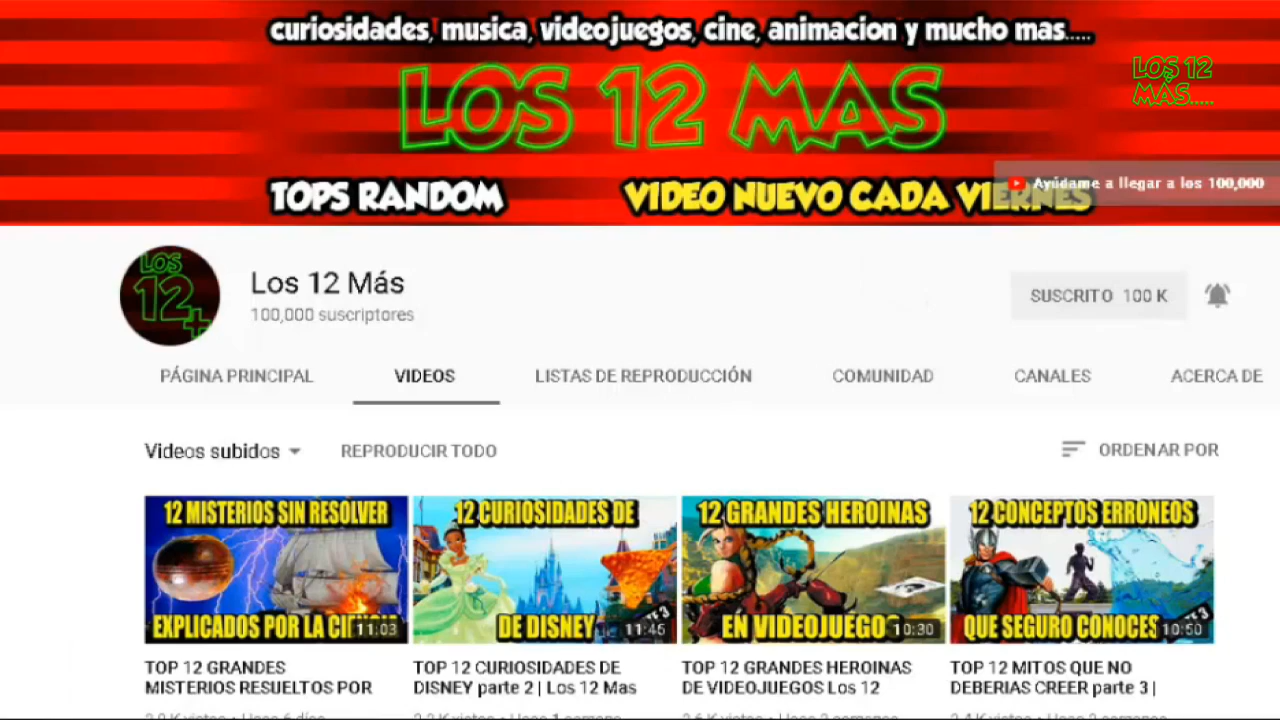 curiosidades, musica, videojuegos, cine, animacion y mucho mas.....
LOS 12 MAS
LOS 12
MÁS.....
TOPS RANDOM
VIDEO NUEVO CADA VIERNES
Ayúdame a llegar a los 100,000
LOS
12+
Los 12 Más
100,000 suscriptores
SUSCRITO 100 K
PÁGINA PRINCIPAL
VIDEOS
LISTAS DE REPRODUCCIÓN
COMUNIDAD
CANALES
ACERCA DE
Videos subidos
REPRODUCIR TODO
ORDENAR POR
12 MISTERIOS SIN RESOLVER
EXPLICADOS POR LA CIENCIA
11:03
12 CURIOSIDADES DE
DE DISNEY
11:45
12 GRANDES HEROINAS
EN VIDEOJUEGOS
10:30
12 CONCEPTOS ERRONEOS
QUE SEGURO CONOCES
10:50
TOP 12 GRANDES
MISTERIOS RESUELTOS POR
TOP 12 CURIOSIDADES DE
DISNEY parte 2 | Los 12 Mas
TOP 12 GRANDES HEROINAS
DE VIDEOJUEGOS Los 12
TOP 12 MITOS QUE NO
DEBERIAS CREER parte 3 |